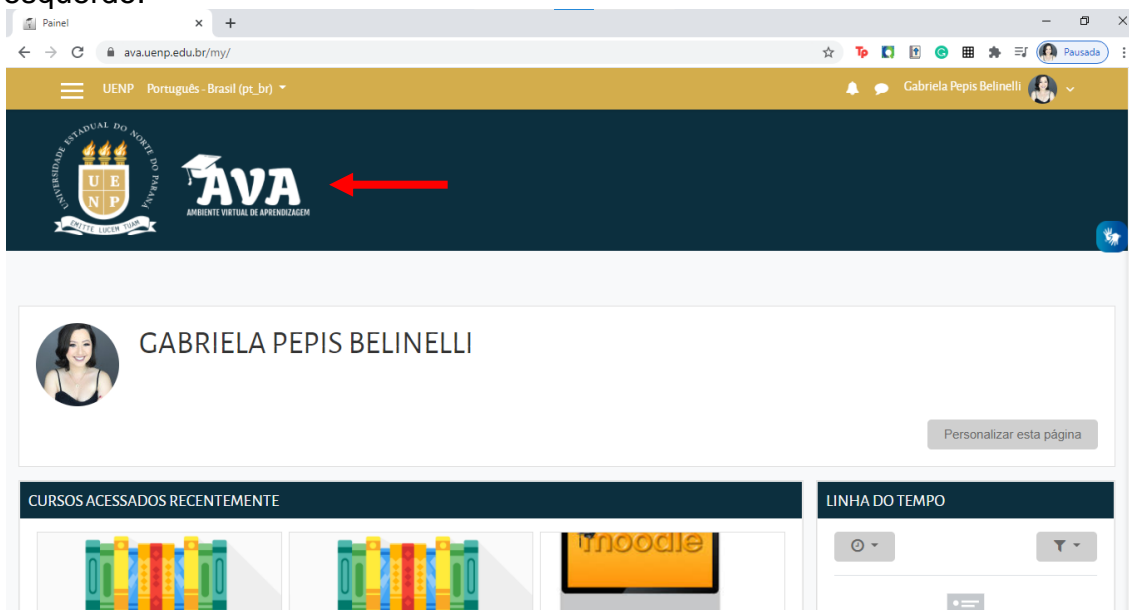 esquerdo.
Painel
ava.uenp.edu.br/my/
Pausada
UENP Português - Brasil (pt_br)
Gabriela Pepis Belinelli
UNIVERSIDADE ESTADUAL DO NORTE DO PARANÁ
U E
N P
EMITTE LUCEM TUAM
AVA
AMBIENTE VIRTUAL DE APRENDIZAGEM
GABRIELA PEPIS BELINELLI
Personalizar esta página
CURSOS ACESSADOS RECENTEMENTE
LINHA DO TEMPO
moodle